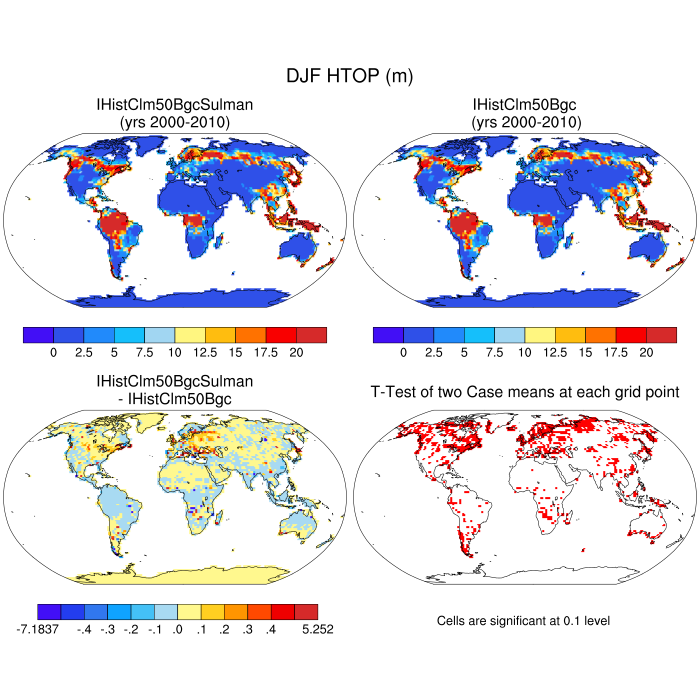 DJF HTOP (m)
IHistClm50BgcSulman
(yrs 2000-2010)
IHistClm50Bgc
(yrs 2000-2010)
0 2.5 5 7.5 10 12.5 15 17.5 20
0 2.5 5 7.5 10 12.5 15 17.5 20
IHistClm50BgcSulman
- IHistClm50Bgc
T-Test of two Case means at each grid point
-7.1837 -.4 -.3 -.2 -.1 .0 .1 .2 .3 .4 5.252
Cells are significant at 0.1 level